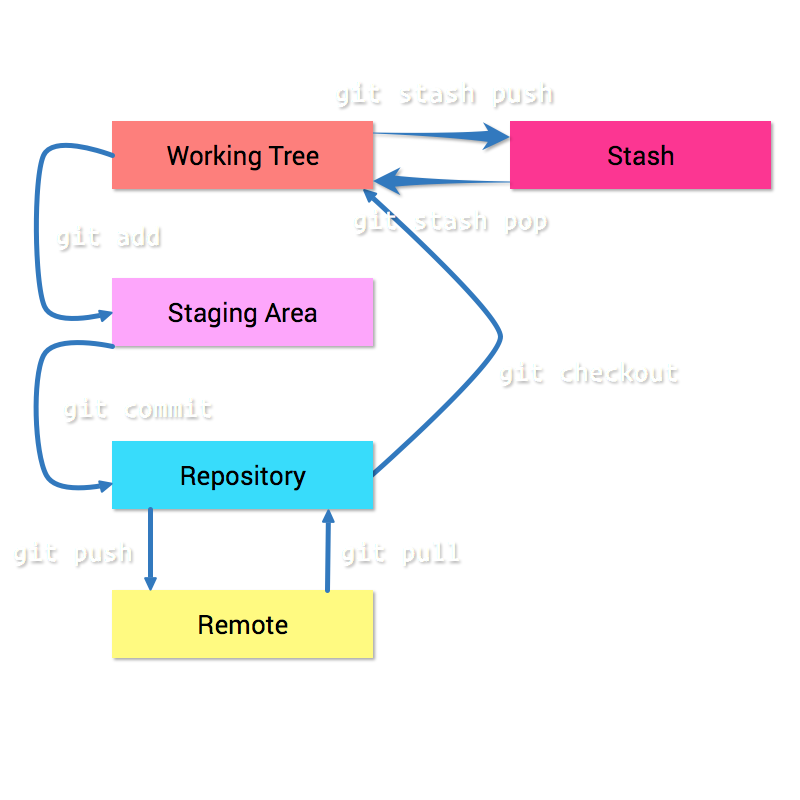 git stash push
Working Tree
Stash
git stash pop
git add
Staging Area
git checkout
git commit
Repository
git push
git pull
Remote